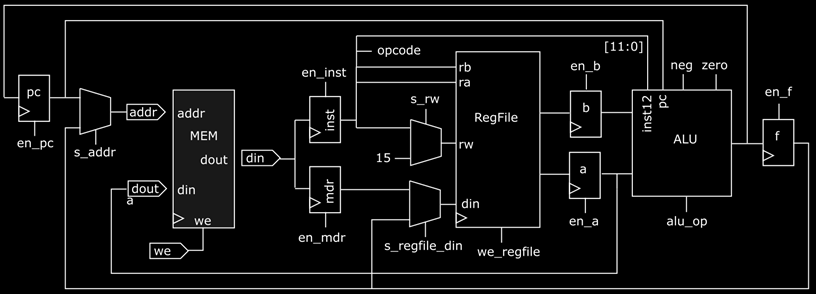 pc
en_pc
s_addr
addr
addr
MEM
dout
din
we
dout
a
we
din
en_inst
inst
mdr
en_mdr
opcode
s_rw
15
s_regfile_din
rb
ra
RegFile
rw
din
we_regfile
en_b
b
a
en_a
[11:0]
neg
zero
inst12
pc
ALU
alu_op
en_f
f